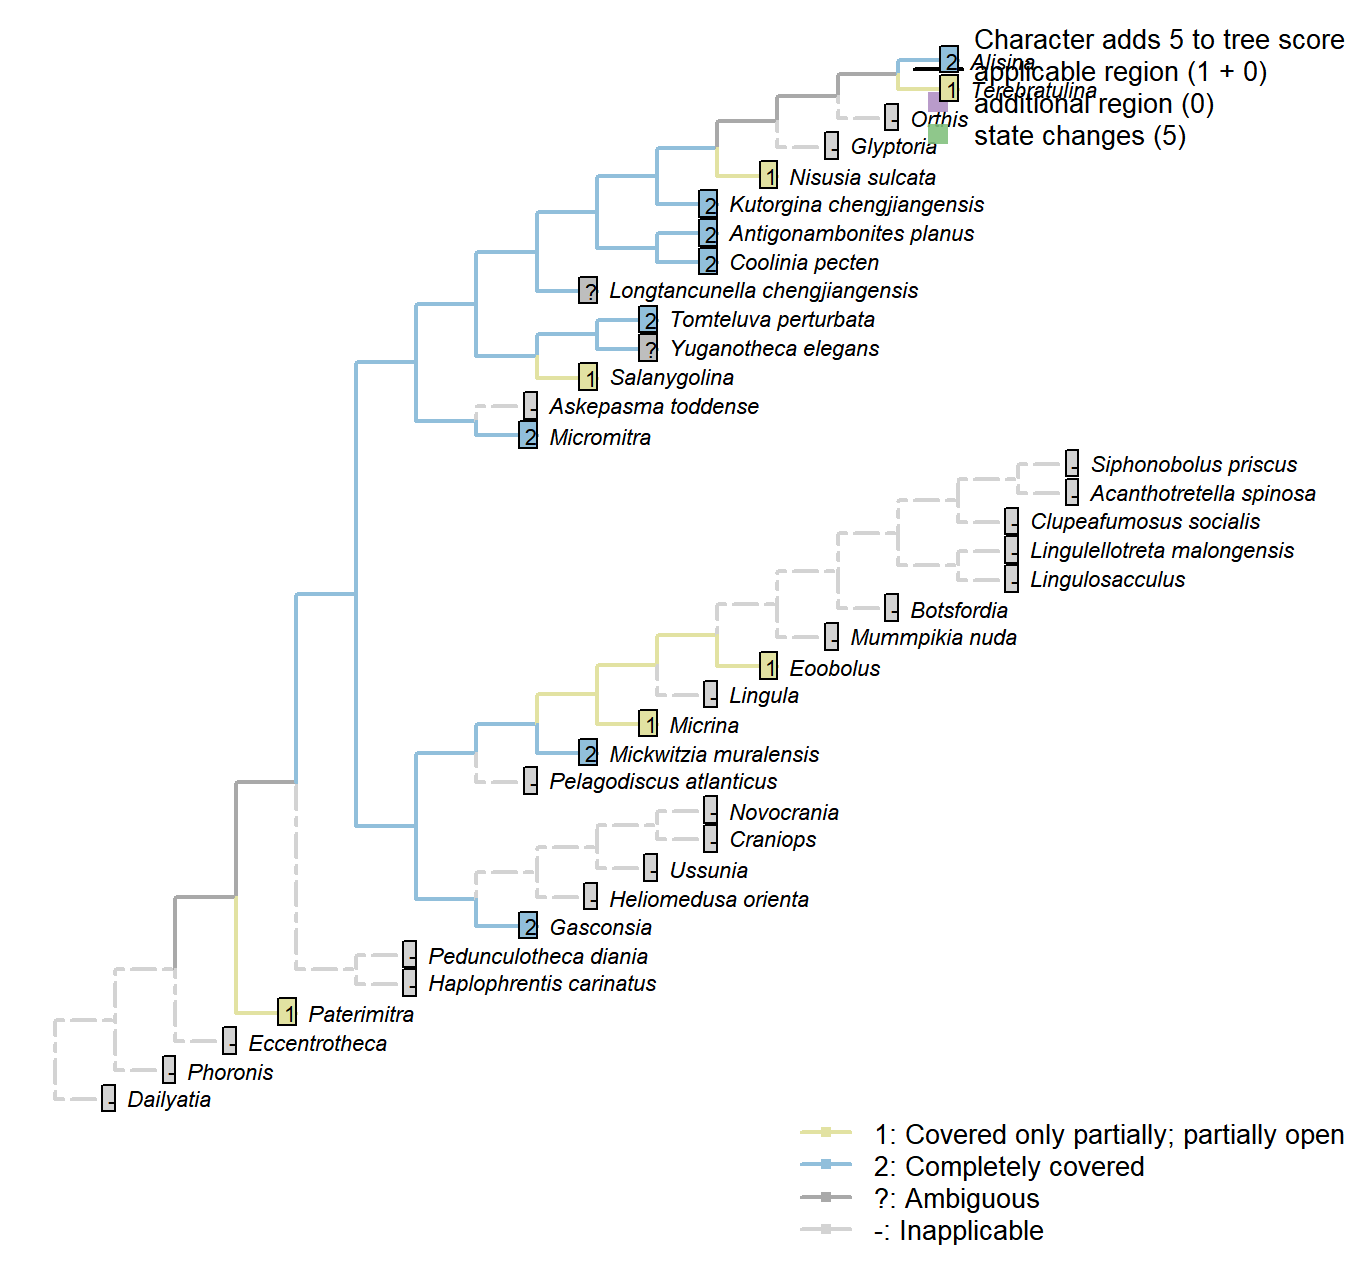 Character adds 5 to tree score
2 Alisina
applicable region (1 + 0)
1 Terebratulina
additional region (0)
- Orthis
state changes (5)
- Glyptoria
1 Nisusia sulcata
2 Kutorgina chengjiangensis
2 Antigonambonites planus
2 Coolinia pecten
? Longtancunella chengjiangensis
2 Tomteluva perturbata
? Yuganotheca elegans
1 Salanygolina
- Askepasma toddense
2 Micromitra
- Siphonobolus priscus
- Acanthotretella spinosa
- Clupeafumosus socialis
- Lingulellotreta malongensis
- Lingulosacculus
- Botsfordia
- Mummpikia nuda
1 Eoobolus
- Lingula
1 Micrina
2 Mickwitzia muralensis
- Pelagodiscus atlanticus
- Novocrania
- Craniops
- Ussunia
- Heliomedusa orienta
2 Gasconsia
- Pedunculotheca diania
- Haplophrentis carinatus
1 Paterimitra
- Eccentrotheca
- Phoronis
- Dailyatia
1: Covered only partially; partially open
2: Completely covered
?: Ambiguous
-: Inapplicable